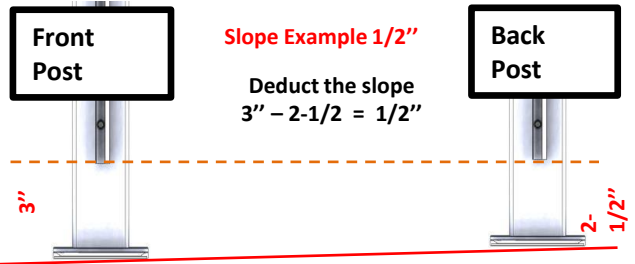 Front
Post
Slope Example 1/2’’
Deduct the slope
3’’ – 2-1/2 = 1/2’’
Back
Post
3’’
2-
1/2’’